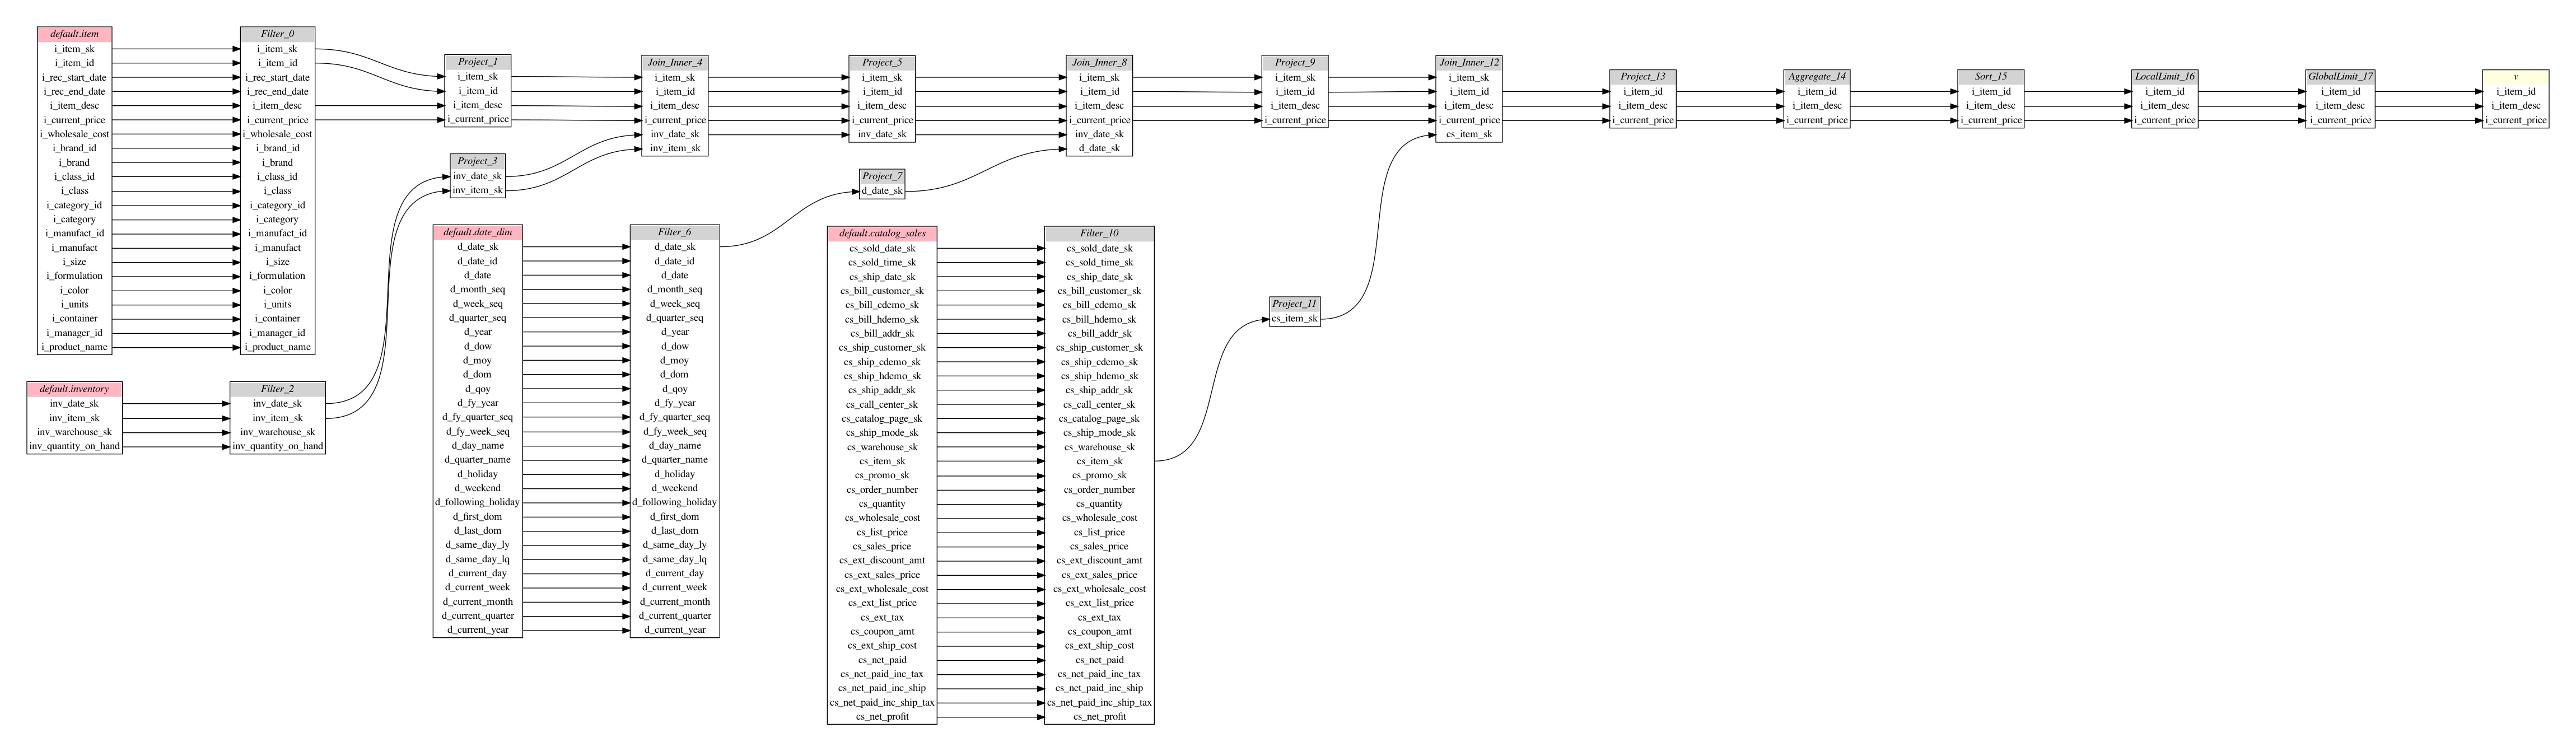 default.item
i_item_sk
i_item_id
i_rec_start_date
i_rec_end_date
i_item_desc
i_current_price
i_wholesale_cost
i_brand_id
i_brand
i_class_id
i_class
i_category_id
i_category
i_manufact_id
i_manufact
i_size
i_formulation
i_color
i_units
i_container
i_manager_id
i_product_name
Filter_0
i_item_sk
i_item_id
i_rec_start_date
i_rec_end_date
i_item_desc
i_current_price
i_wholesale_cost
i_brand_id
i_brand
i_class_id
i_class
i_category_id
i_category
i_manufact_id
i_manufact
i_size
i_formulation
i_color
i_units
i_container
i_manager_id
i_product_name
default.inventory
inv_date_sk
inv_item_sk
inv_warehouse_sk
inv_quantity_on_hand
Filter_2
inv_date_sk
inv_item_sk
inv_warehouse_sk
inv_quantity_on_hand
Project_1
i_item_sk
i_item_id
i_item_desc
i_current_price
Project_3
inv_date_sk
inv_item_sk
default.date_dim
d_date_sk
d_date_id
d_date
d_month_seq
d_week_seq
d_quarter_seq
d_year
d_dow
d_moy
d_dom
d_qoy
d_fy_year
d_fy_quarter_seq
d_fy_week_seq
d_day_name
d_quarter_name
d_holiday
d_weekend
d_following_holiday
d_first_dom
d_last_dom
d_same_day_ly
d_same_day_lq
d_current_day
d_current_week
d_current_month
d_current_quarter
d_current_year
Join_Inner_4
i_item_sk
i_item_id
i_item_desc
i_current_price
inv_date_sk
inv_item_sk
Filter_6
d_date_sk
d_date_id
d_date
d_month_seq
d_week_seq
d_quarter_seq
d_year
d_dow
d_moy
d_dom
d_qoy
d_fy_year
d_fy_quarter_seq
d_fy_week_seq
d_day_name
d_quarter_name
d_holiday
d_weekend
d_following_holiday
d_first_dom
d_last_dom
d_same_day_ly
d_same_day_lq
d_current_day
d_current_week
d_current_month
d_current_quarter
d_current_year
Project_5
i_item_sk
i_item_id
i_item_desc
i_current_price
inv_date_sk
Project_7
d_date_sk
default.catalog_sales
cs_sold_date_sk
cs_sold_time_sk
cs_ship_date_sk
cs_bill_customer_sk
cs_bill_cdemo_sk
cs_bill_hdemo_sk
cs_bill_addr_sk
cs_ship_customer_sk
cs_ship_cdemo_sk
cs_ship_hdemo_sk
cs_ship_addr_sk
cs_call_center_sk
cs_catalog_page_sk
cs_ship_mode_sk
cs_warehouse_sk
cs_item_sk
cs_promo_sk
cs_order_number
cs_quantity
cs_wholesale_cost
cs_list_price
cs_sales_price
cs_ext_discount_amt
cs_ext_sales_price
cs_ext_wholesale_cost
cs_ext_list_price
cs_ext_tax
cs_coupon_amt
cs_ext_ship_cost
cs_net_paid
cs_net_paid_inc_tax
cs_net_paid_inc_ship
cs_net_paid_inc_ship_tax
cs_net_profit
Join_Inner_8
i_item_sk
i_item_id
i_item_desc
i_current_price
inv_date_sk
d_date_sk
Filter_10
cs_sold_date_sk
cs_sold_time_sk
cs_ship_date_sk
cs_bill_customer_sk
cs_bill_cdemo_sk
cs_bill_hdemo_sk
cs_bill_addr_sk
cs_ship_customer_sk
cs_ship_cdemo_sk
cs_ship_hdemo_sk
cs_ship_addr_sk
cs_call_center_sk
cs_catalog_page_sk
cs_ship_mode_sk
cs_warehouse_sk
cs_item_sk
cs_promo_sk
cs_order_number
cs_quantity
cs_wholesale_cost
cs_list_price
cs_sales_price
cs_ext_discount_amt
cs_ext_sales_price
cs_ext_wholesale_cost
cs_ext_list_price
cs_ext_tax
cs_coupon_amt
cs_ext_ship_cost
cs_net_paid
cs_net_paid_inc_tax
cs_net_paid_inc_ship
cs_net_paid_inc_ship_tax
cs_net_profit
Project_9
i_item_sk
i_item_id
i_item_desc
i_current_price
Project_11
cs_item_sk
Join_Inner_12
i_item_sk
i_item_id
i_item_desc
i_current_price
cs_item_sk
Project_13
i_item_id
i_item_desc
i_current_price
Aggregate_14
i_item_id
i_item_desc
i_current_price
Sort_15
i_item_id
i_item_desc
i_current_price
LocalLimit_16
i_item_id
i_item_desc
i_current_price
GlobalLimit_17
i_item_id
i_item_desc
i_current_price
v
i_item_id
i_item_desc
i_current_price